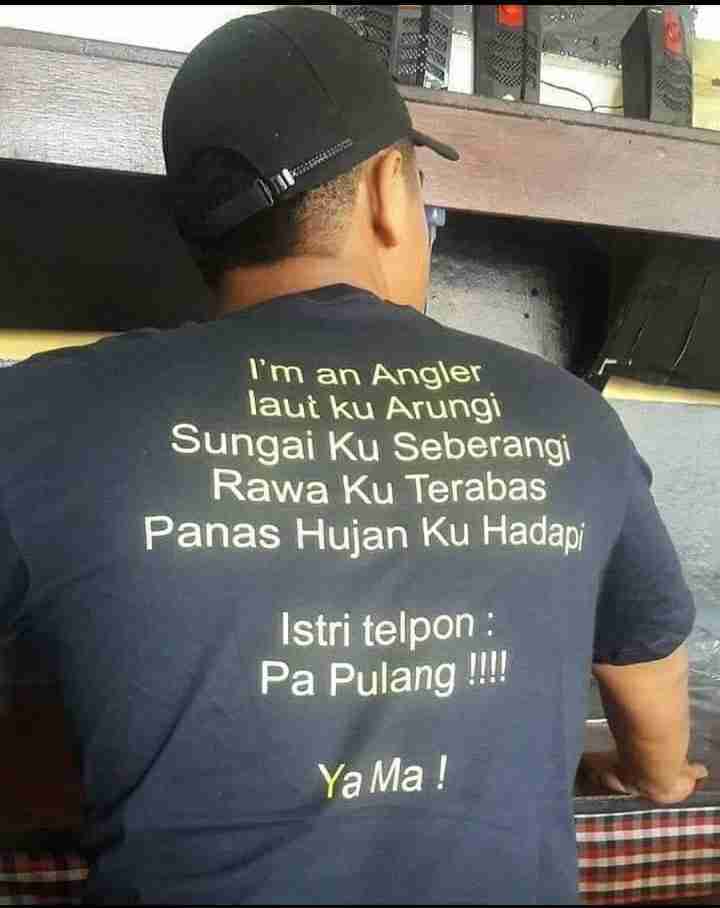 I'm an Angler
laut ku Arungi
Sungai Ku Seberangi
Rawa Ku Terabas
Panas Hujan Ku Hadapi
Istri telpon :
Pa Pulang !!!!
Ya Ma !